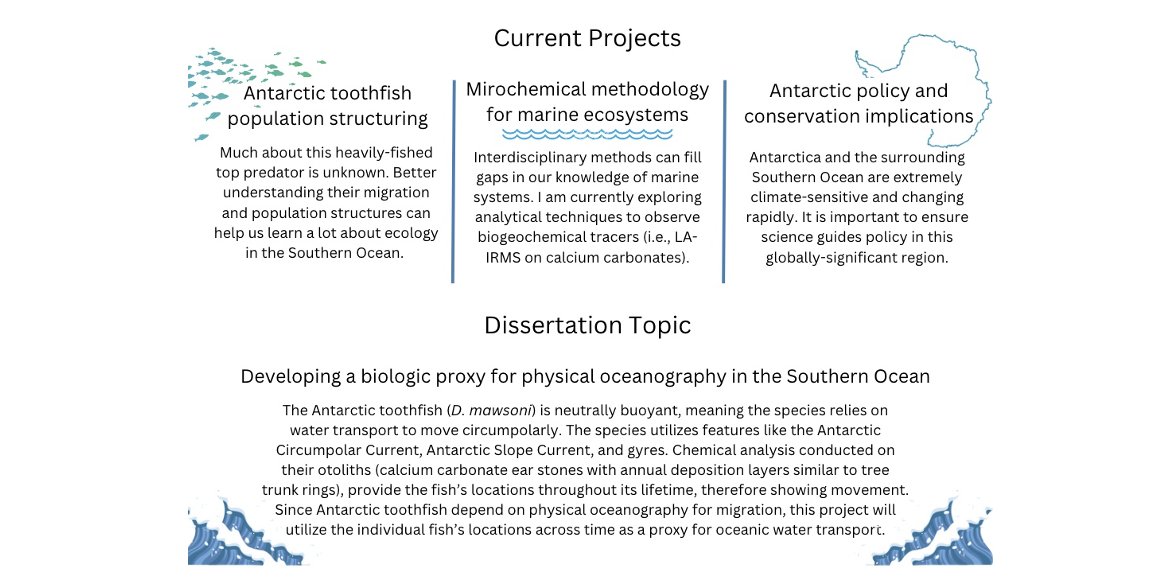 Current Projects
Antarctic toothfish
population structuring
Much about this heavily-fished
top predator is unknown. Better
understanding their migration
and population structures can
help us learn a lot about ecology
in the Southern Ocean.
Mirochemical methodology
for marine ecosystems
Interdisciplinary methods can fill
gaps in our knowledge of marine
systems. I am currently exploring
analytical techniques to observe
biogeochemical tracers (i.e., LA-
IRMS on calcium carbonates).
Antarctic policy and
conservation implications
Antarctica and the surrounding
Southern Ocean are extremely
climate-sensitive and changing
rapidly. It is important to ensure
science guides policy in this
globally-significant region.
Dissertation Topic
Developing a biologic proxy for physical oceanography in the Southern Ocean
The Antarctic toothfish (D. mawsoni) is neutrally buoyant, meaning the species relies on
water transport to move circumpolarly. The species utilizes features like the Antarctic
Circumpolar Current, Antarctic Slope Current, and gyres. Chemical analysis conducted on
their otoliths (calcium carbonate ear stones with annual deposition layers similar to tree
trunk rings), provide the fish's locations throughout its lifetime, therefore showing movement.
Since Antarctic toothfish depend on physical oceanography for migration, this project will
utilize the individual fish's locations across time as a proxy for oceanic water transport.